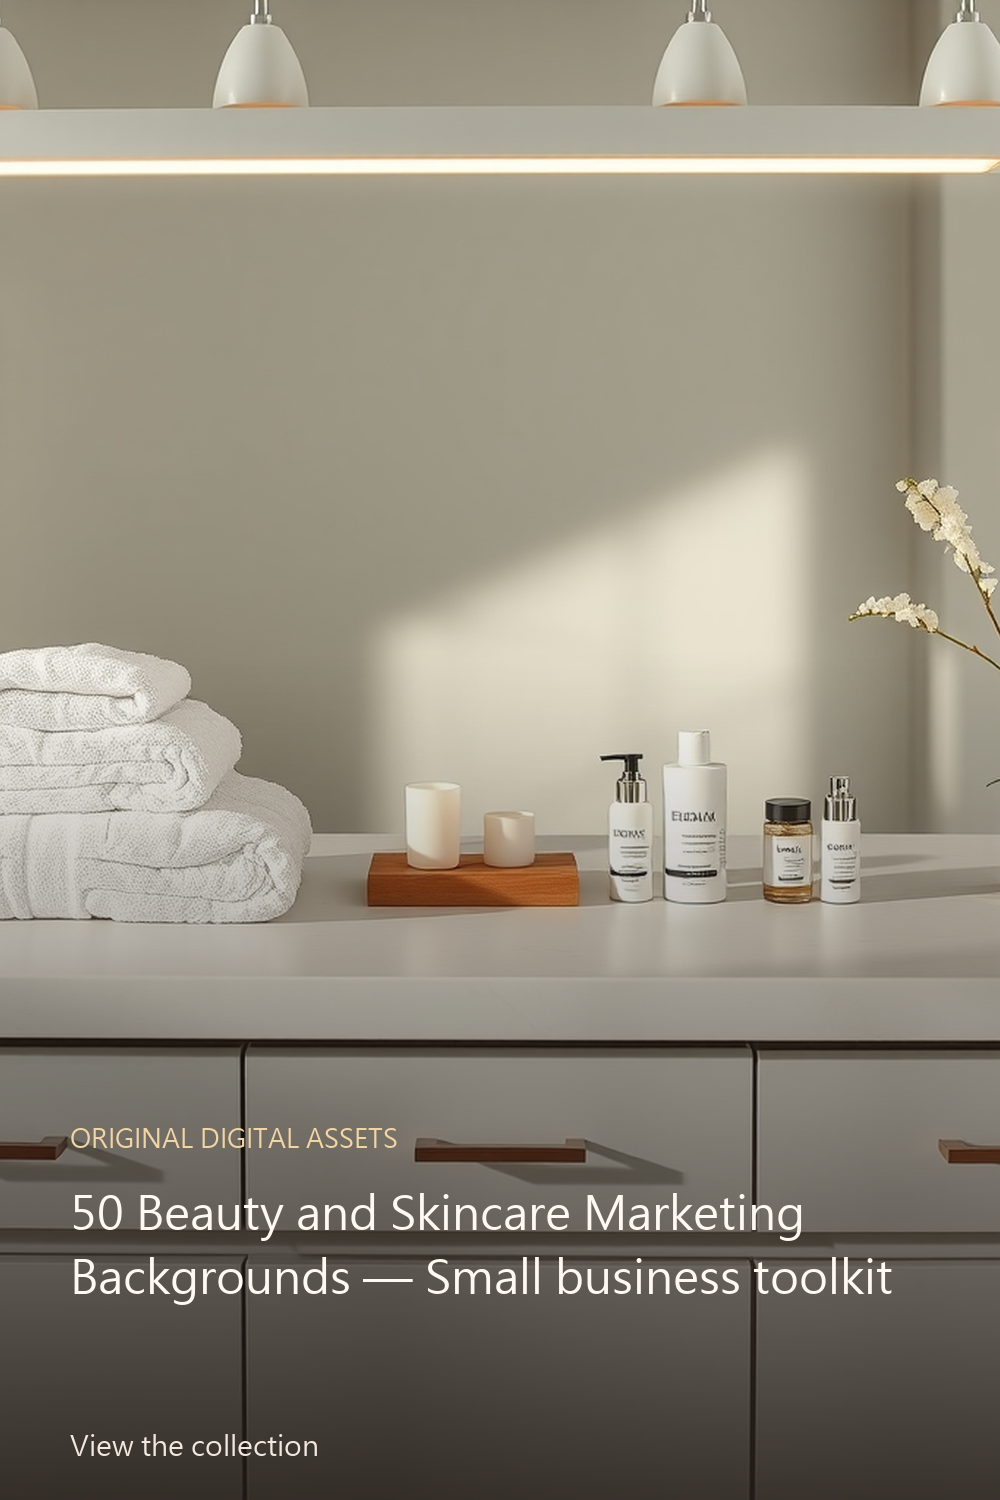 ORIGINAL DIGITAL ASSETS
50 Beauty and Skincare Marketing
Backgrounds — Small business toolkit
View the collection